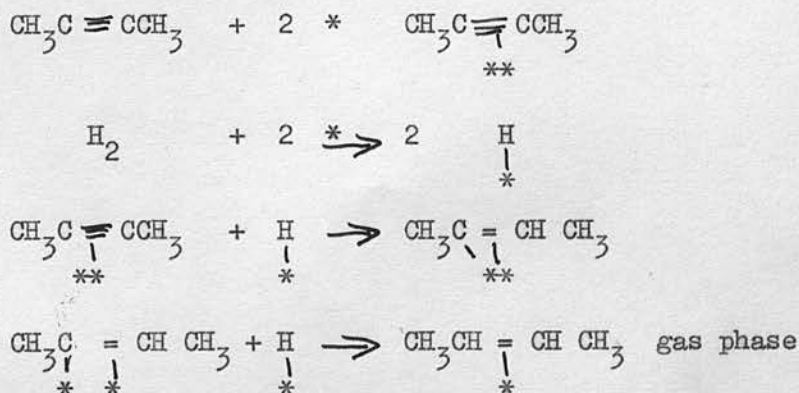 CH₃C ≡ CCH₃ + 2 * CH₃C ≡ CCH₃
**
H₂ + 2 * → 2 H
*
CH₃C ≡ CCH₃ + H → CH₃C = CH CH₃
** * **
CH₃C = CH CH₃ + H → CH₃CH = CH CH₃ gas phase
* * * *